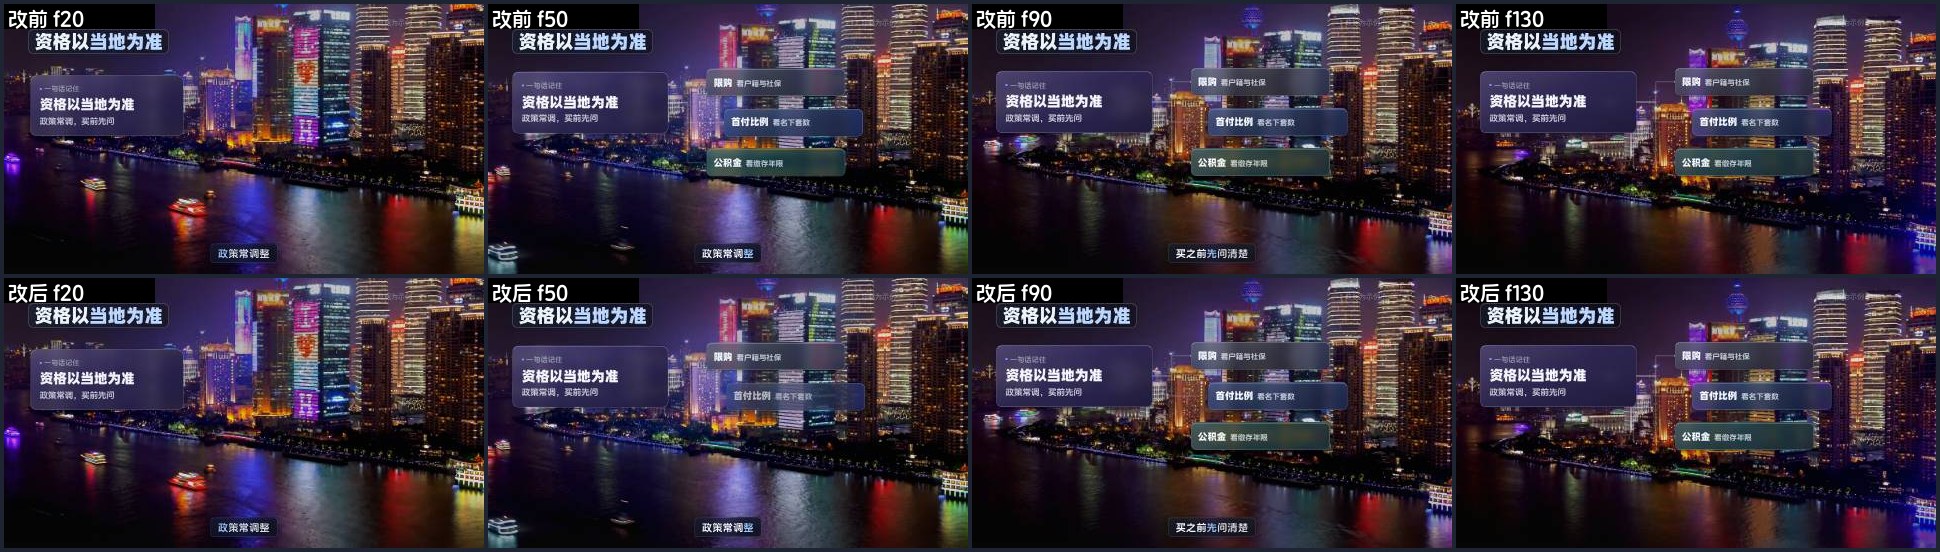 改前 f20
资格以当地为准
一句话记住
资格以当地为准
政策常调，买前先问
政策常调整
改前 f50
资格以当地为准
一句话记住
资格以当地为准
政策常调，买前先问
限购 看户籍与社保
首付比例 看名下套数
公积金 看缴存年限
政策常调整
改前 f90
资格以当地为准
一句话记住
资格以当地为准
政策常调，买前先问
限购 看户籍与社保
首付比例 看名下套数
公积金 看缴存年限
买之前先问清楚
改前 f130
资格以当地为准
一句话记住
资格以当地为准
政策常调，买前先问
限购 看户籍与社保
首付比例 看名下套数
公积金 看缴存年限
改后 f20
资格以当地为准
一句话记住
资格以当地为准
政策常调，买前先问
政策常调整
改后 f50
资格以当地为准
一句话记住
资格以当地为准
政策常调，买前先问
限购 看户籍与社保
首付比例 看名下套数
政策常调整
改后 f90
资格以当地为准
一句话记住
资格以当地为准
政策常调，买前先问
限购 看户籍与社保
首付比例 看名下套数
公积金 看缴存年限
买之前先问清楚
改后 f130
资格以当地为准
一句话记住
资格以当地为准
政策常调，买前先问
限购 看户籍与社保
首付比例 看名下套数
公积金 看缴存年限